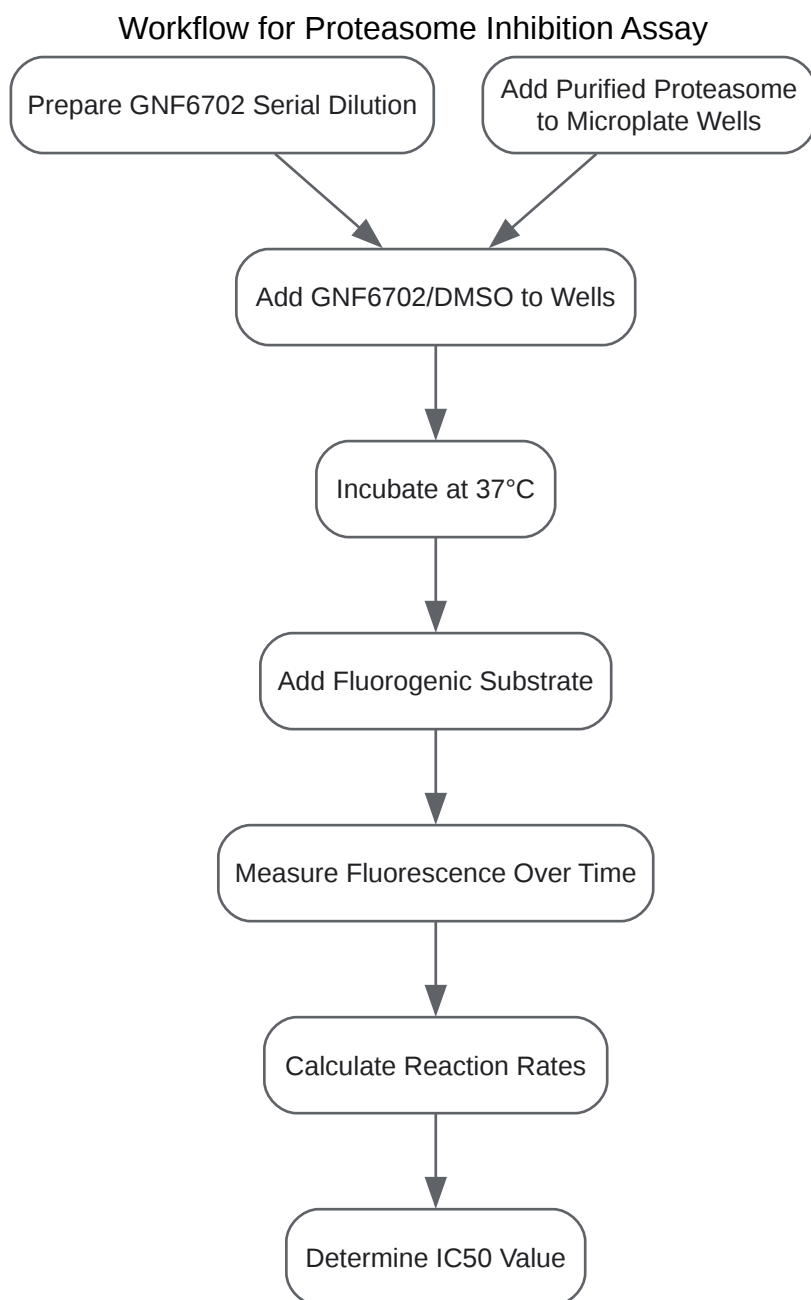 Workflow for Proteasome Inhibition Assay
Prepare GNF6702 Serial Dilution
Add Purified Proteasome
to Microplate Wells
Add GNF6702/DMSO to Wells
Incubate at 37°C
Add Fluorogenic Substrate
Measure Fluorescence Over Time
Calculate Reaction Rates
Determine IC50 Value